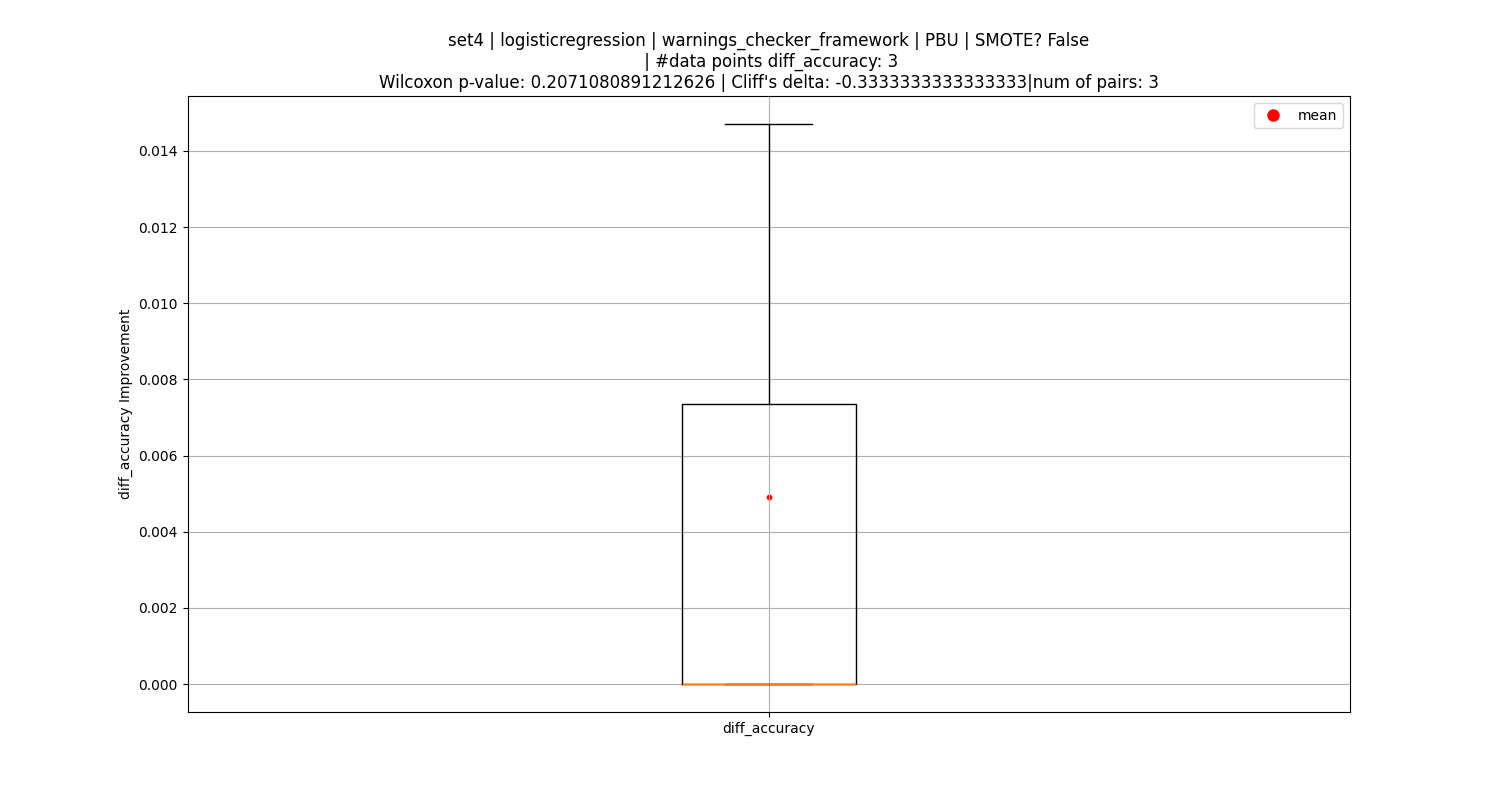 set4 | logisticregression | warnings_checker_framework | PBU | SMOTE? False
| #data points diff_accuracy: 3
Wilcoxon p-value: 0.2071080891212626 | Cliff's delta: -0.3333333333333333|num of pairs: 3
mean
0.014
0.012
0.010
0.008
0.006
0.004
0.002
0.000
diff_accuracy Improvement
diff_accuracy